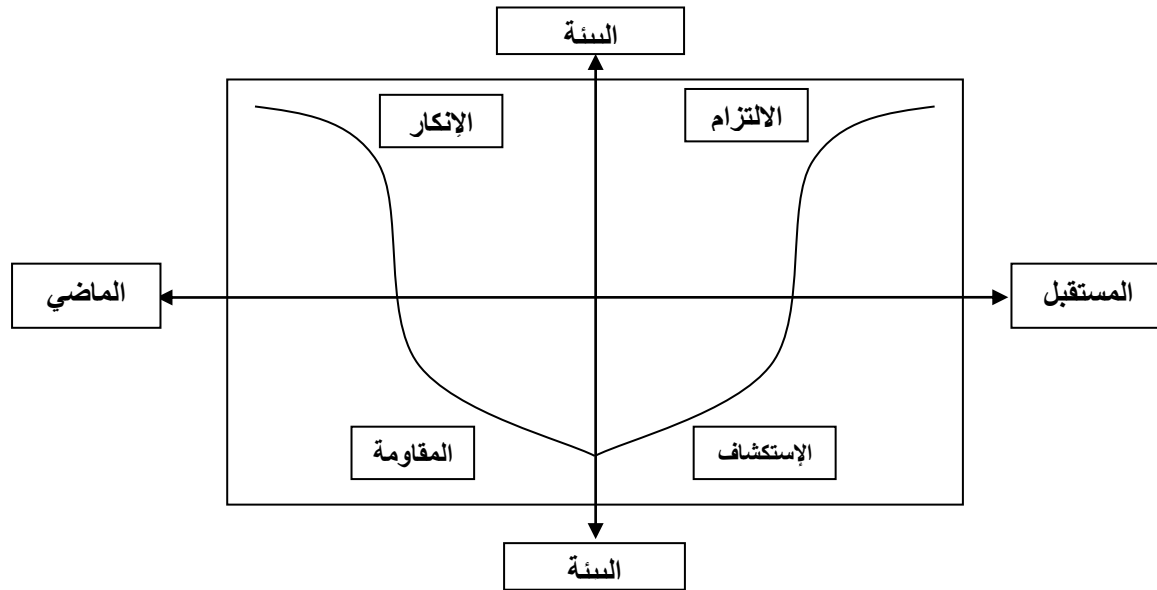 البيئة
الإنكار
الالتزام
الماضي
المستقبل
المقاومة
الإستكشاف
البيئة